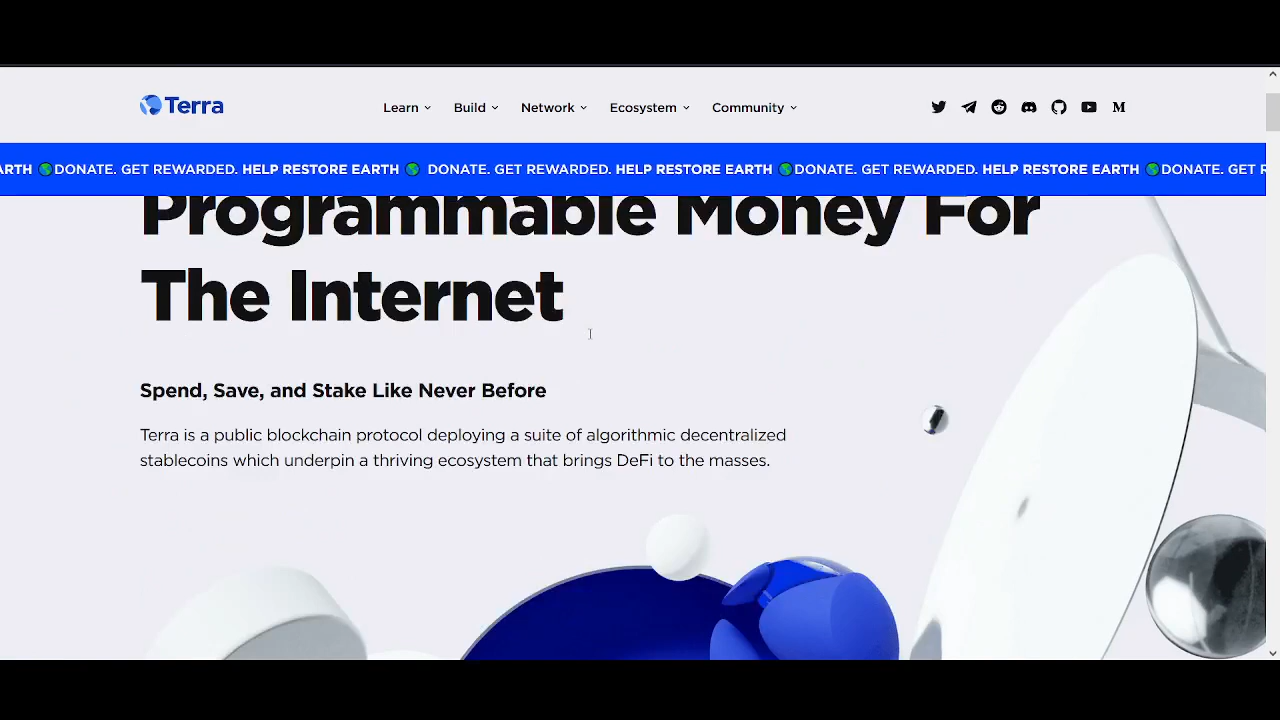 Terra
Learn Build Network Ecosystem Community
ARTH DONATE. GET REWARDED. HELP RESTORE EARTH DONATE. GET REWARDED. HELP RESTORE EARTH DONATE. GET REWARDED. HELP RESTORE EARTH DONATE. GET R
Programmable Money For
The Internet
Spend, Save, and Stake Like Never Before
Terra is a public blockchain protocol deploying a suite of algorithmic decentralized
stablecoins which underpin a thriving ecosystem that brings DeFi to the masses.